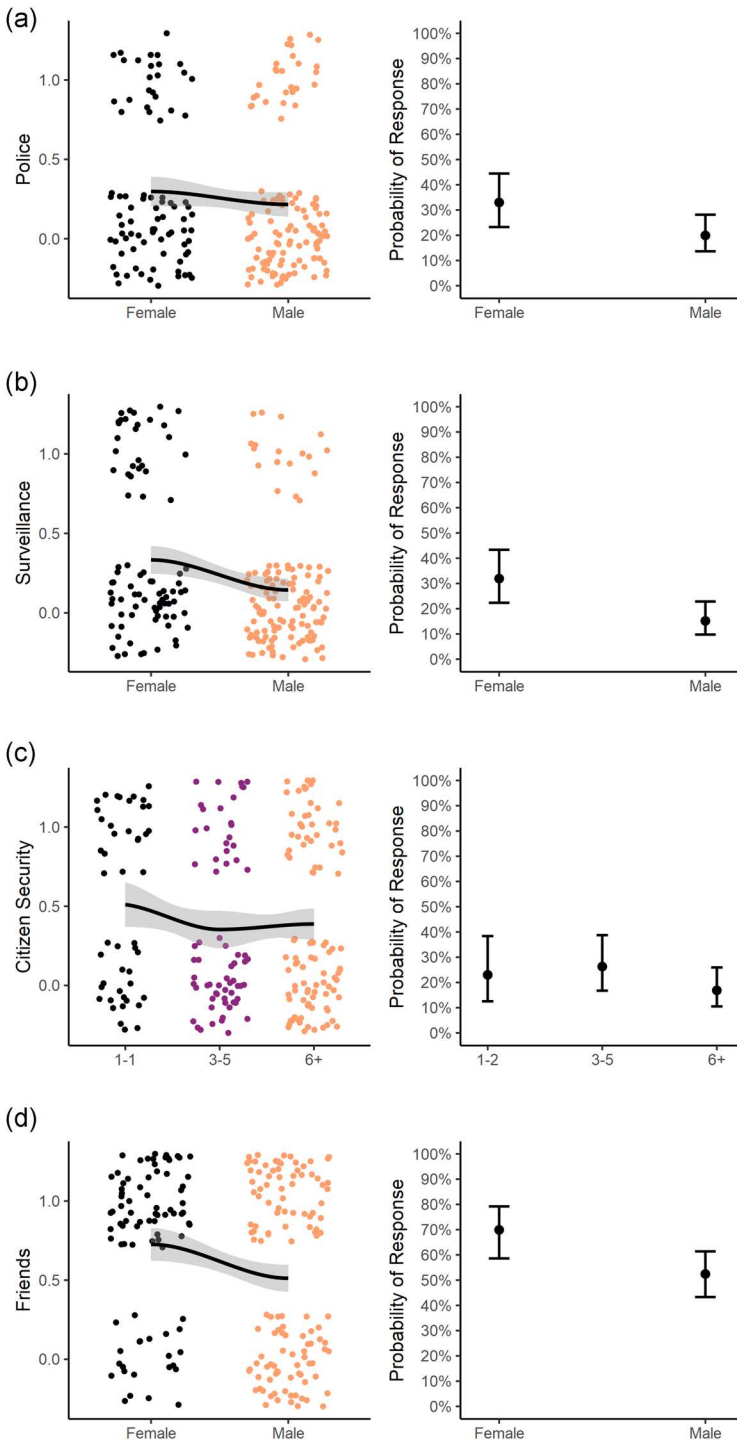 (a)
Police
1.0
0.5
0.0
Female Male
Probability of Response
100%
90%
80%
70%
60%
50%
40%
30%
20%
10%
0%
Female Male
(b)
Surveillance
1.0
0.5
0.0
Female Male
Probability of Response
100%
90%
80%
70%
60%
50%
40%
30%
20%
10%
0%
Female Male
(c)
Citizen Security
1.0
0.5
0.0
1-1 3-5 6+
Probability of Response
100%
90%
80%
70%
60%
50%
40%
30%
20%
10%
0%
1-2 3-5 6+
(d)
Friends
1.0
0.5
0.0
Female Male
Probability of Response
100%
90%
80%
70%
60%
50%
40%
30%
20%
10%
0%
Female Male